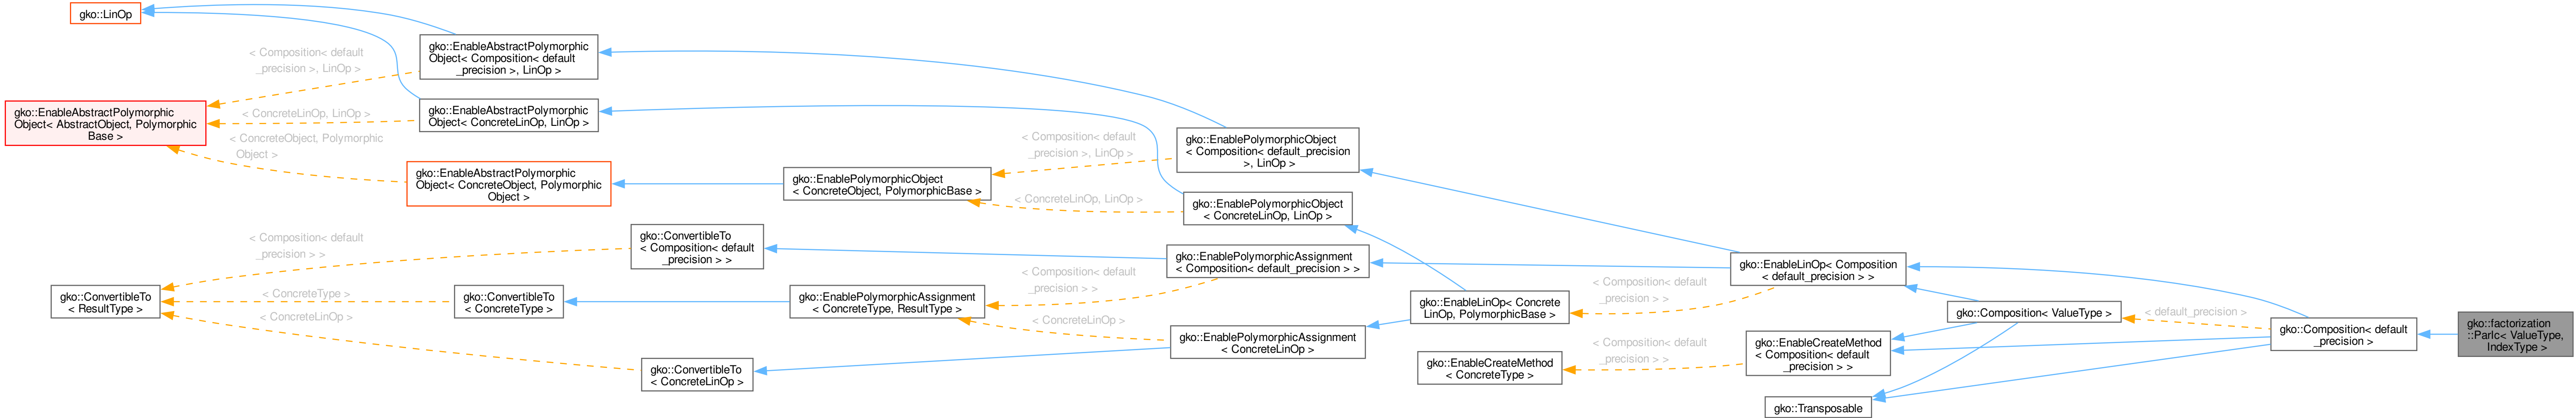 gko::LinOp
gko::EnableAbstractPolymorphic
Object< AbstractObject, Polymorphic
Base >
gko::ConvertibleTo
< ResultType >
< Composition< default
_precision >, LinOp >
< ConcreteLinOp, LinOp >
< ConcreteObject, Polymorphic
Object >
< Composition< default
_precision > >
< ConcreteType >
< ConcreteLinOp >
gko::EnableAbstractPolymorphic
Object< Composition< default
_precision >, LinOp >
gko::EnableAbstractPolymorphic
Object< ConcreteLinOp, LinOp >
gko::EnableAbstractPolymorphic
Object< ConcreteObject, Polymorphic
Object >
gko::ConvertibleTo
< ConcreteType >
gko::ConvertibleTo
< Composition< default
_precision > >
gko::ConvertibleTo
< ConcreteLinOp >
gko::EnablePolymorphicObject
< ConcreteObject, PolymorphicBase >
gko::EnablePolymorphicAssignment
< ConcreteType, ResultType >
< Composition< default
_precision >, LinOp >
< ConcreteLinOp, LinOp >
< Composition< default
_precision > >
< ConcreteLinOp >
gko::EnablePolymorphicObject
< Composition< default_precision
>, LinOp >
gko::EnablePolymorphicObject
< ConcreteLinOp, LinOp >
gko::EnablePolymorphicAssignment
< Composition< default_precision > >
gko::EnablePolymorphicAssignment
< ConcreteLinOp >
gko::EnableLinOp< Concrete
LinOp, PolymorphicBase >
gko::EnableCreateMethod
< ConcreteType >
< Composition< default
_precision > >
< Composition< default
_precision > >
gko::EnableLinOp< Composition
< default_precision > >
gko::EnableCreateMethod
< Composition< default
_precision > >
gko::Transposable
gko::Composition< ValueType >
< default_precision >
gko::Composition< default
_precision >
gko::factorization
::ParIc< ValueType,
IndexType >